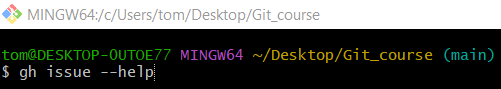 MINGW64:/c/Users/tom/Desktop/Git_course
tom@DESKTOP-OUTOE77 MINGW64 ~/Desktop/Git_course (main)
$ gh issue --help